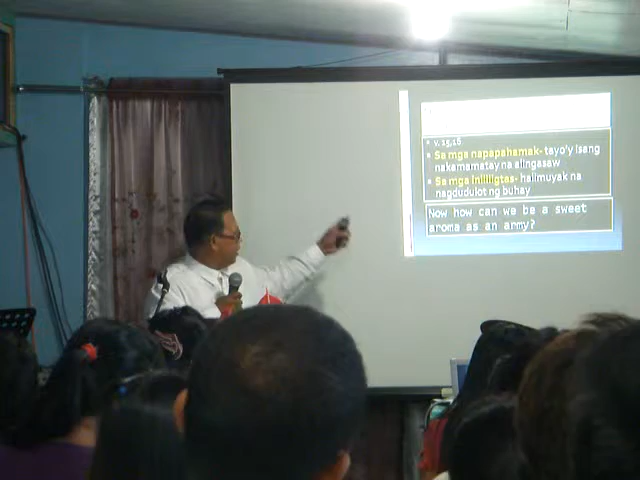 v. 15,16
Sa mga napapahamak- tayo'y isang
nakamamatay na alingasaw
Sa mga inililigtas- halimuyak na
nagdudulot ng buhay
Now how can we be a sweet
aroma as an army?